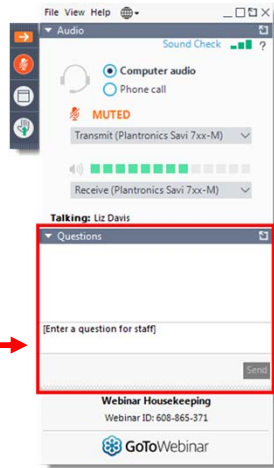 File View Help
Audio
Sound Check ?
Computer audio
Phone call
MUTED
Transmit (Plantronics Savi 7xx-M)
Receive (Plantronics Savi 7xx-M)
Talking: Liz Davis
Questions
[Enter a question for staff]
Send
Webinar Housekeeping
Webinar ID: 608-865-371
GoToWebinar